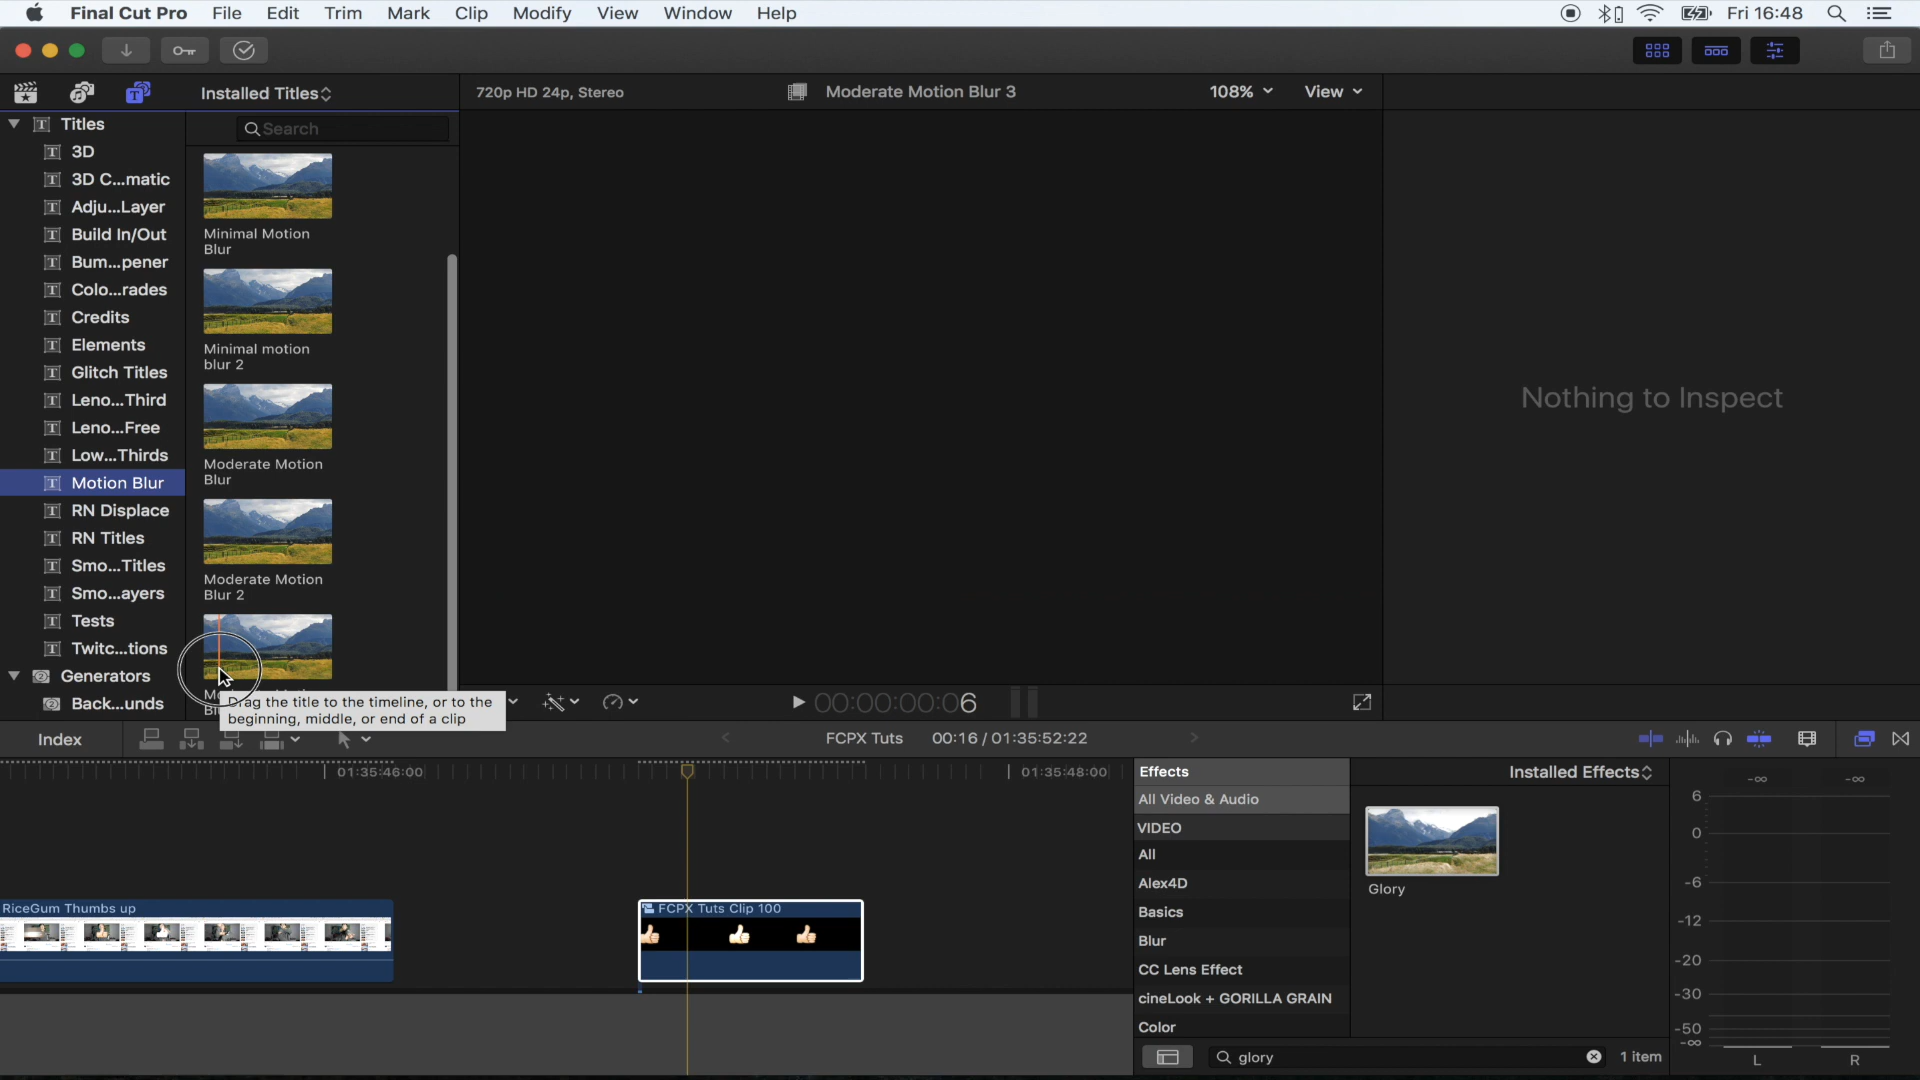 Final Cut Pro File Edit Trim Mark Clip Modify View Window Help Fri 16:48
Installed Titles 720p HD 24p, Stereo Moderate Motion Blur 3 108% View
Titles
Search
3D
3D C...matic
Adju...Layer
Build In/Out
Bum...pener
Colo...rades
Credits
Elements
Glitch Titles
Leno...Third
Leno...Free
Low...Thirds
Motion Blur
RN Displace
RN Titles
Smo...Titles
Smo...ayers
Tests
Twitc...tions
Generators
Back...unds
Minimal Motion
Blur
Minimal motion
blur 2
Moderate Motion
Blur
Moderate Motion
Blur 2
Drag the title to the timeline, or to the
beginning, middle, or end of a clip
Nothing to Inspect
00:00:00:06
Index FCPX Tuts 00:16 / 01:35:52:22
01:35:46:00 01:35:48:00
RiceGum Thumbs up
FCPX Tuts Clip 100
Effects Installed Effects
All Video & Audio
VIDEO
All
Alex4D
Basics
Blur
CC Lens Effect
cineLook + GORILLA GRAIN
Color
Glory
glory 1 item
-∞ -∞
6
0
-6
-12
-20
-30
-50
-∞
L R